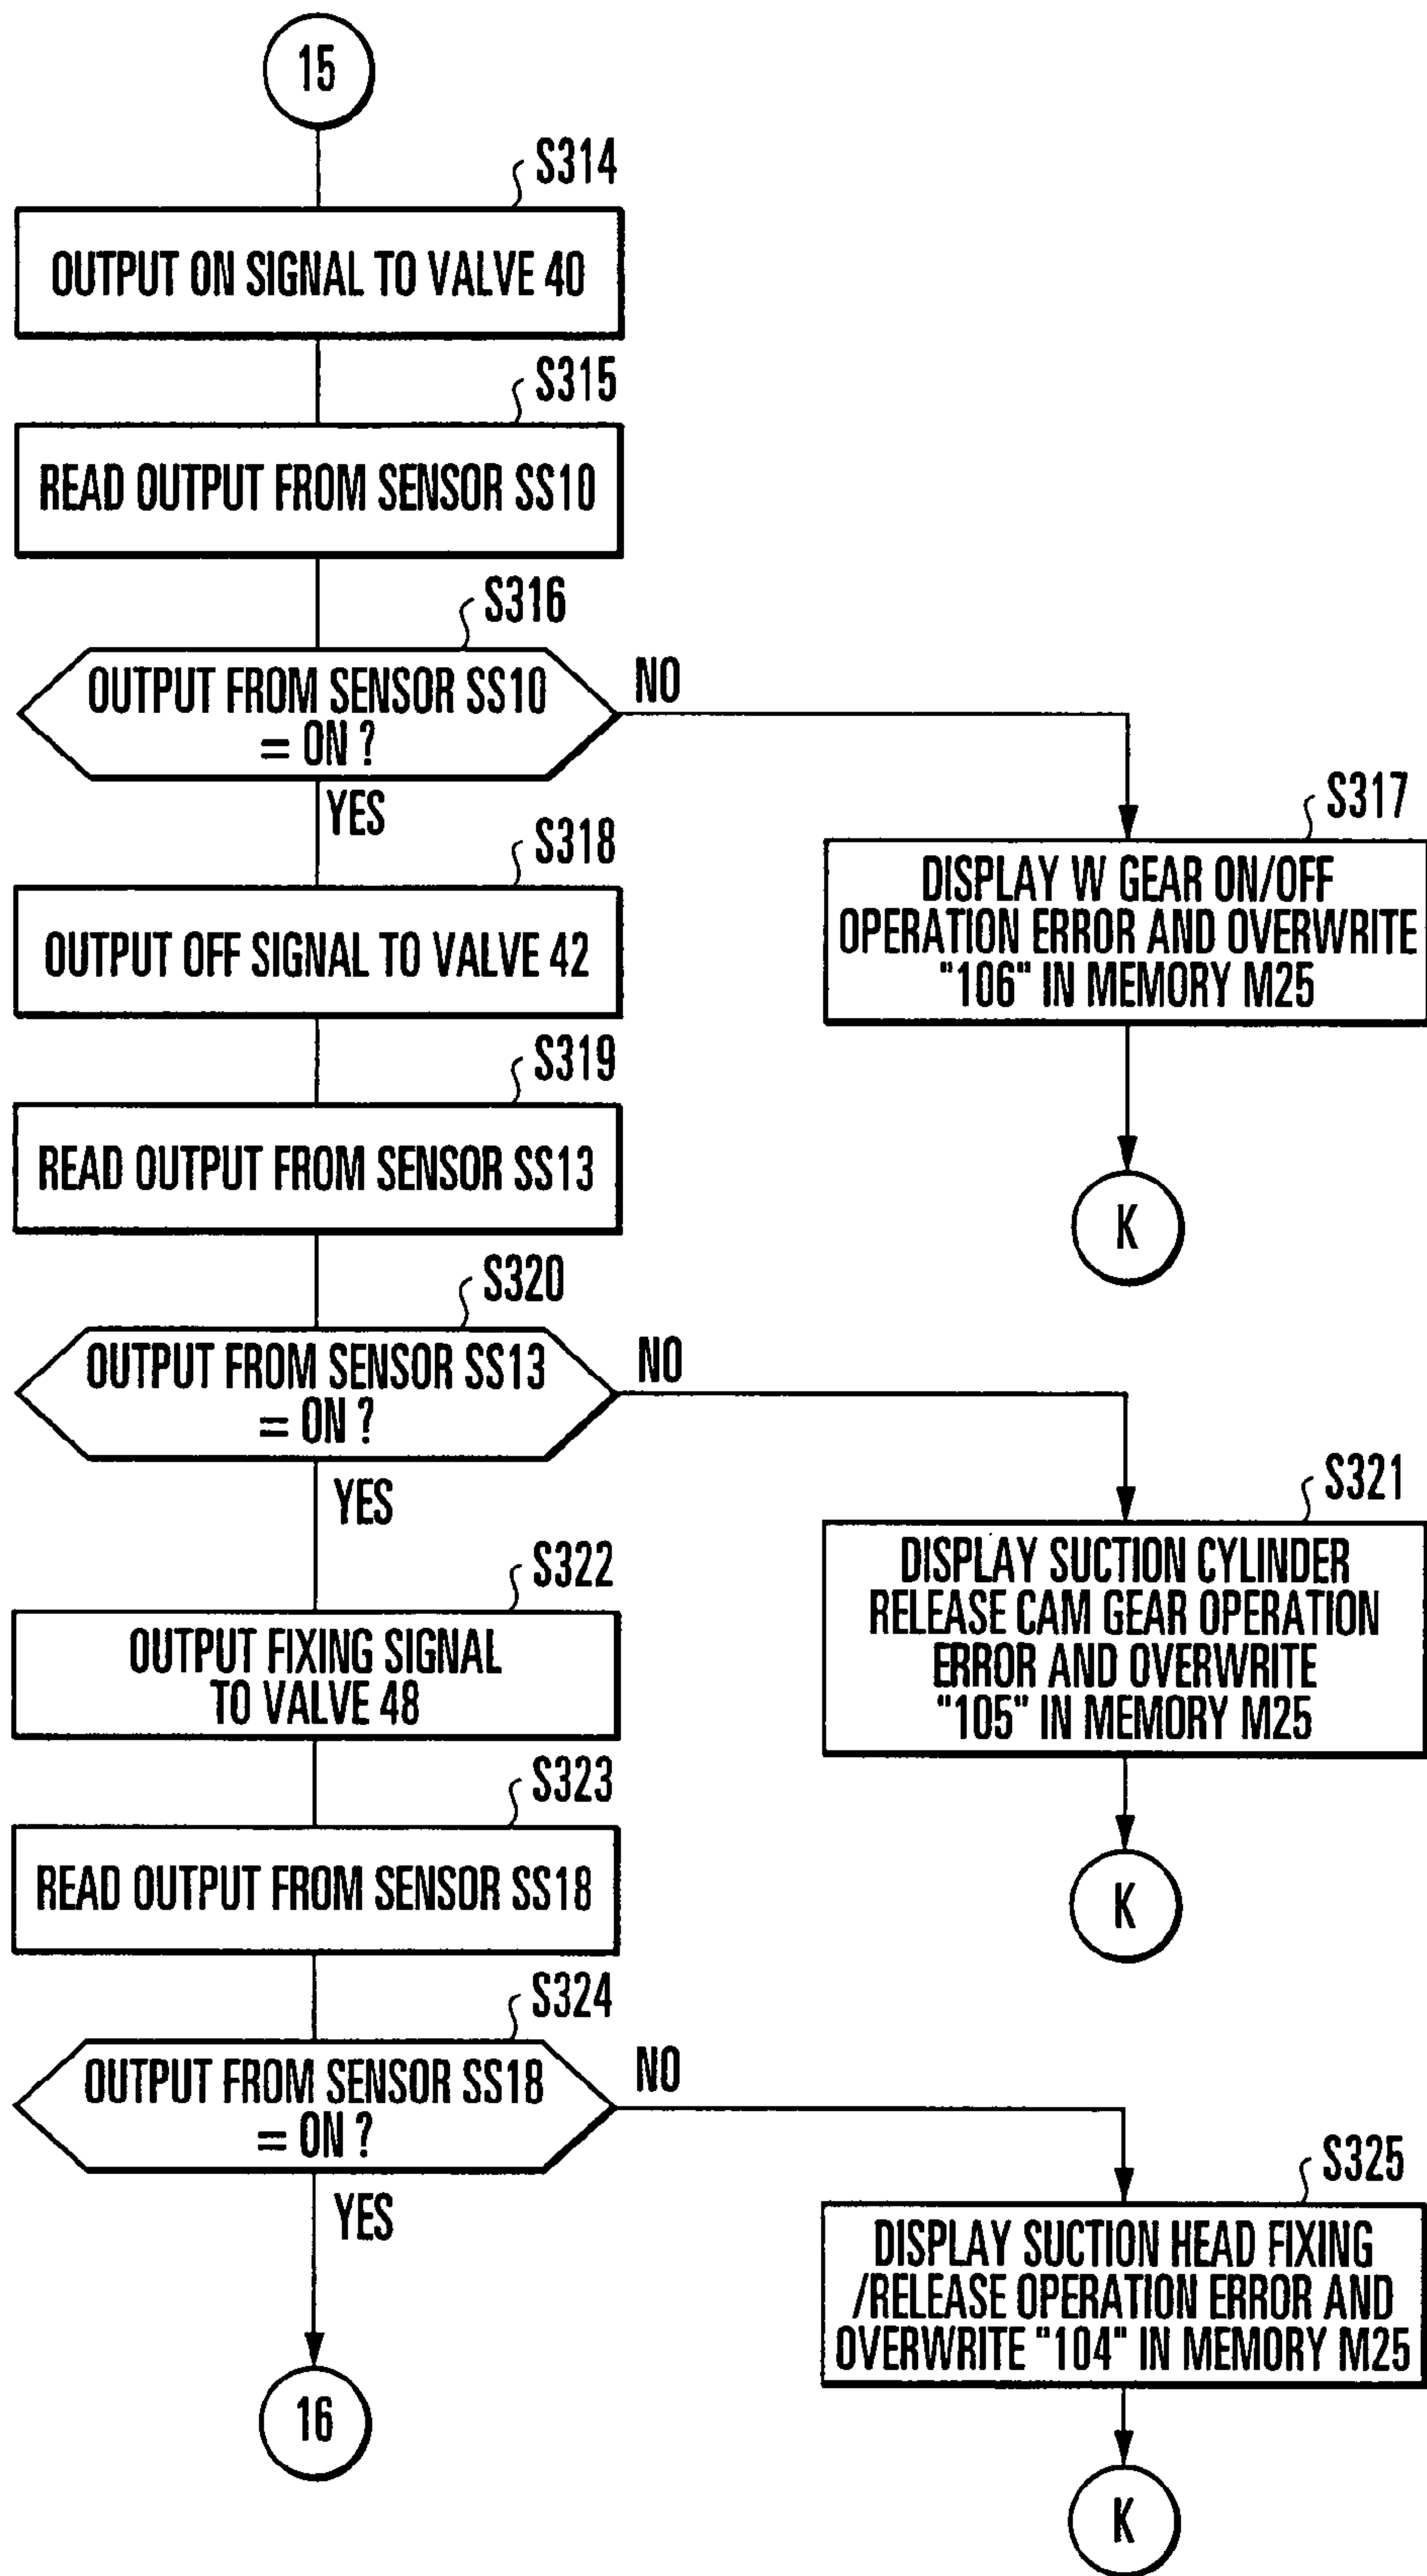 15
S314
OUTPUT ON SIGNAL TO VALVE 40
S315
READ OUTPUT FROM SENSOR SS10
S316
OUTPUT FROM SENSOR SS10
= ON ?
NO
YES
S317
DISPLAY W GEAR ON/OFF
OPERATION ERROR AND OVERWRITE
"106" IN MEMORY M25
K
S318
OUTPUT OFF SIGNAL TO VALVE 42
S319
READ OUTPUT FROM SENSOR SS13
S320
OUTPUT FROM SENSOR SS13
= ON ?
NO
YES
S321
DISPLAY SUCTION CYLINDER
RELEASE CAM GEAR OPERATION
ERROR AND OVERWRITE
"105" IN MEMORY M25
K
S322
OUTPUT FIXING SIGNAL
TO VALVE 48
S323
READ OUTPUT FROM SENSOR SS18
S324
OUTPUT FROM SENSOR SS18
= ON ?
NO
YES
S325
DISPLAY SUCTION HEAD FIXING
/RELEASE OPERATION ERROR AND
OVERWRITE "104" IN MEMORY M25
K
16